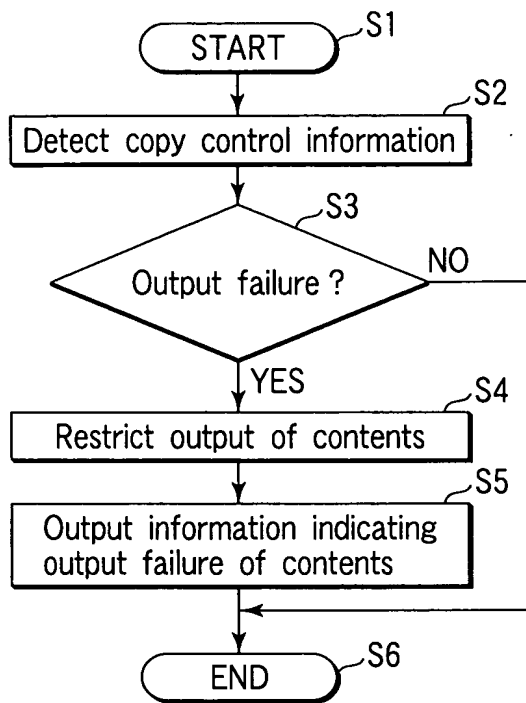 START
S1
S2
Detect copy control information
S3
Output failure ?
NO
YES
S4
Restrict output of contents
S5
Output information indicating
output failure of contents
END
S6